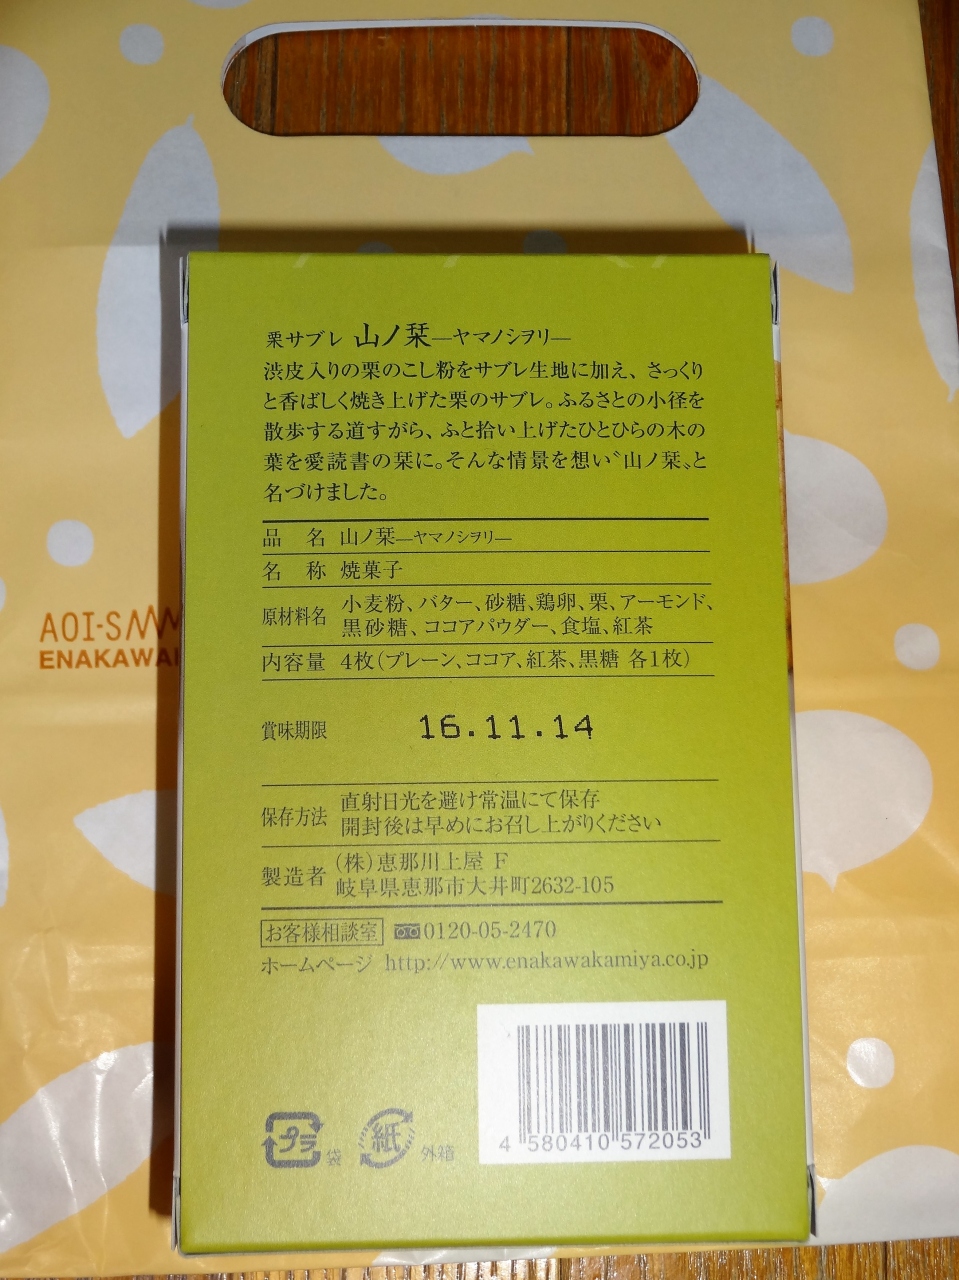 AOI-SAN
ENAKAWA
栗サブレ 山ノ栞—ヤマノシヲリ—
渋皮入りの栗のこし粉をサブレ生地に加え、さっくり
と香ばしく焼き上げた栗のサブレ。ふるさとの小径を
散歩する道すがら、ふと拾い上げたひとひらの木の
葉を愛読書の栞に。そんな情景を想い〝山ノ栞〟と
名づけました。
品 名 山ノ栞—ヤマノシヲリ—
名 称 焼菓子
原材料名 小麦粉、バター、砂糖、鶏卵、栗、アーモンド、
黒砂糖、ココアパウダー、食塩、紅茶
内容量 4枚(プレーン、ココア、紅茶、黒糖 各1枚)
賞味期限 16.11.14
保存方法 直射日光を避け常温にて保存
開封後は早めにお召し上がりください
製造者 (株)恵那川上屋 F
岐阜県恵那市大井町2632-105
お客様相談室 0120-05-2470
ホームページ http://www.enakawakamiya.co.jp
プラ 袋 紙 外箱
4 580410 572053